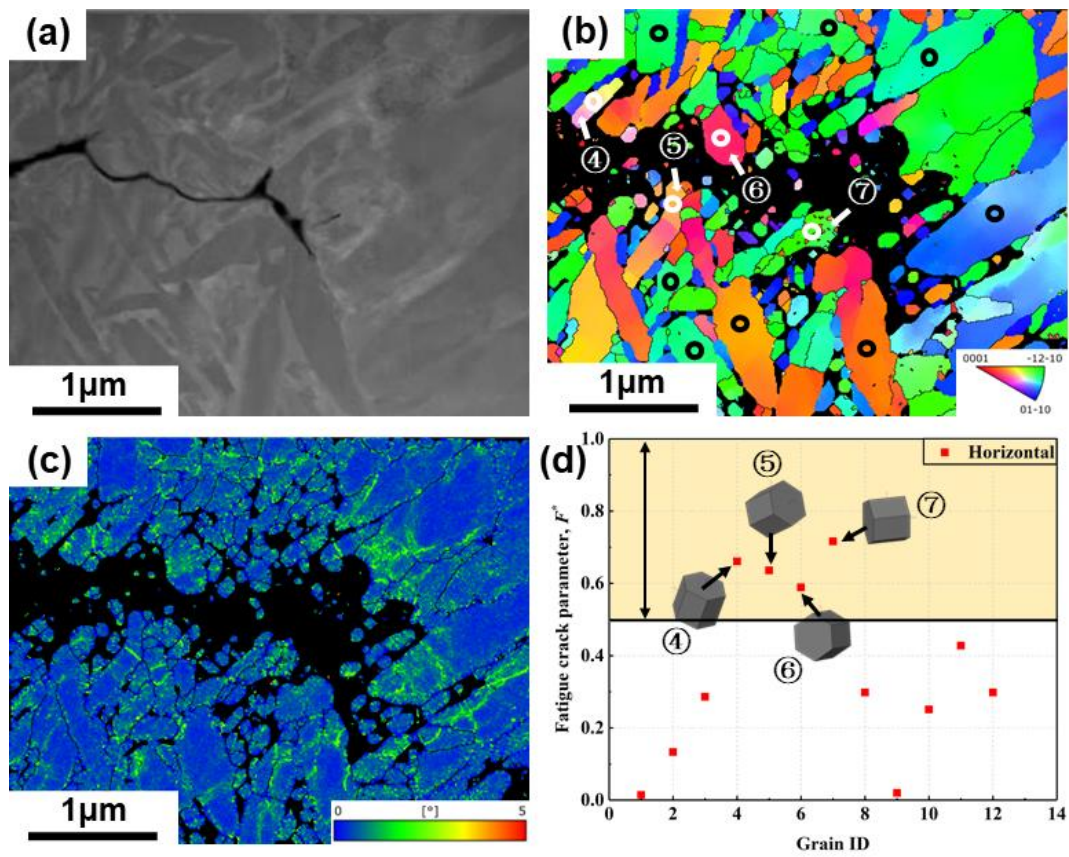 (a)
1μm
(b)
④
⑤
⑥
⑦
1μm
0001
-12-10
01-10
(c)
1μm
0
[°]
5
(d)
Fatigue crack parameter, F*
1.0
0.8
0.6
0.4
0.2
0.0
Horizontal
⑤
⑦
④
⑥
0 2 4 6 8 10 12 14
Grain ID